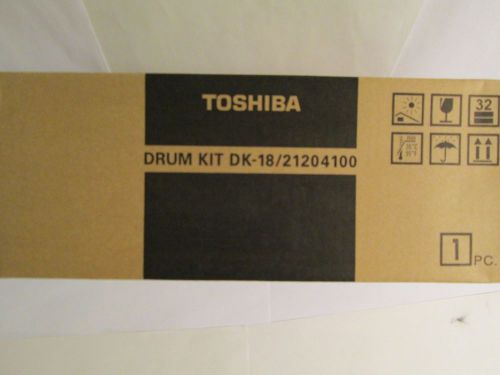 TOSHIBA
32
DRUM KIT DK-18/21204100
1 PC.